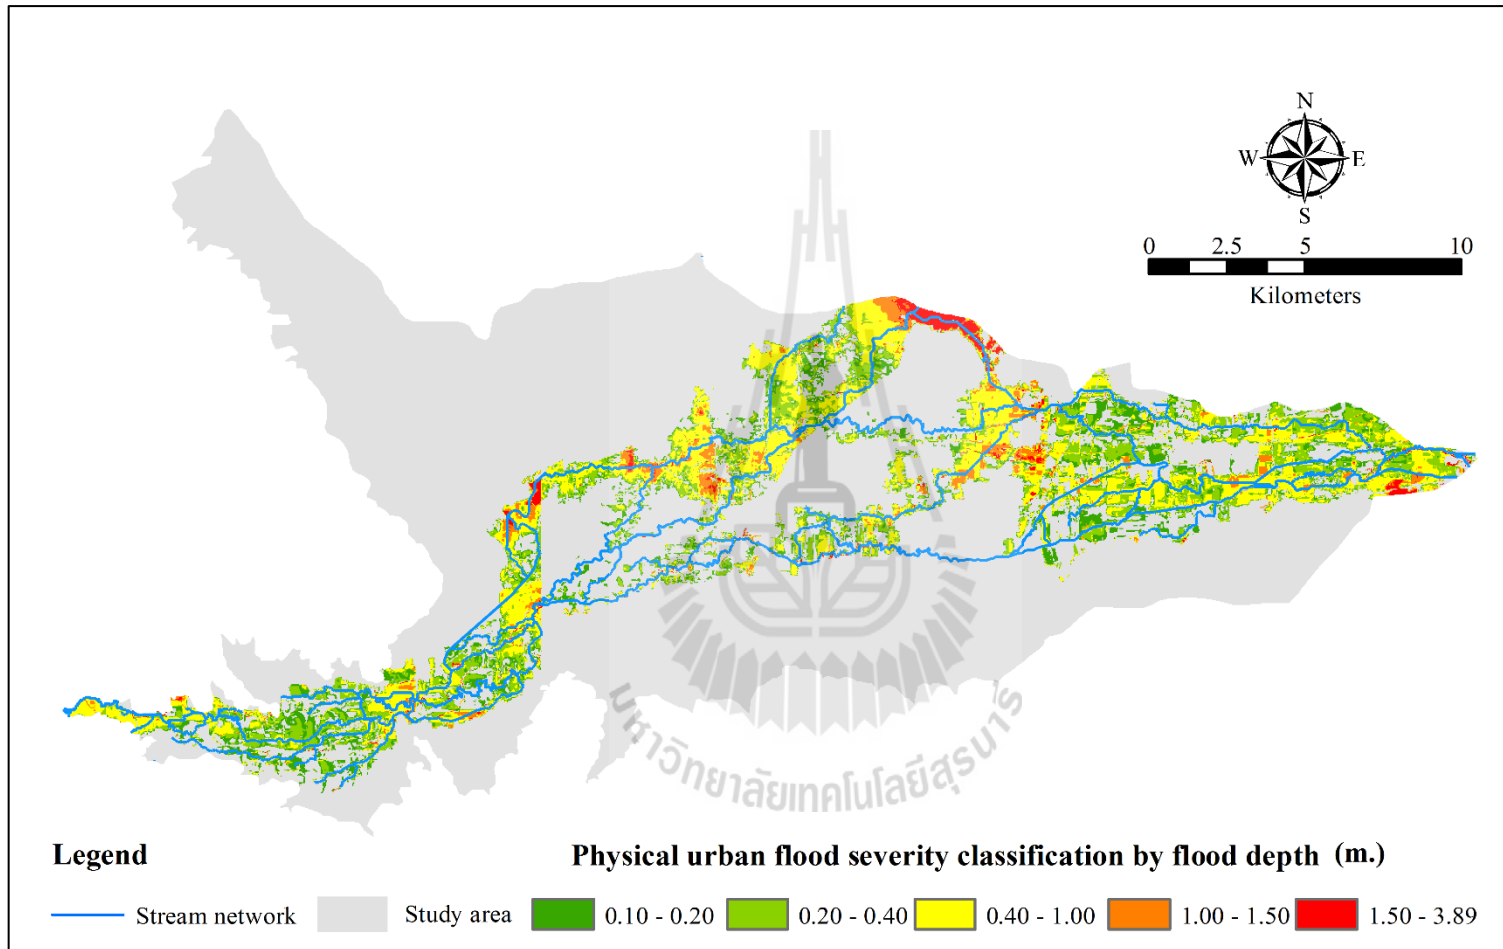 N
W E
S
0 2.5 5 10
Kilometers
มหาวิทยาลัยเทคโนโลยีสุรนารี
Legend
Physical urban flood severity classification by flood depth (m.)
Stream network
Study area
0.10 - 0.20
0.20 - 0.40
0.40 - 1.00
1.00 - 1.50
1.50 - 3.89